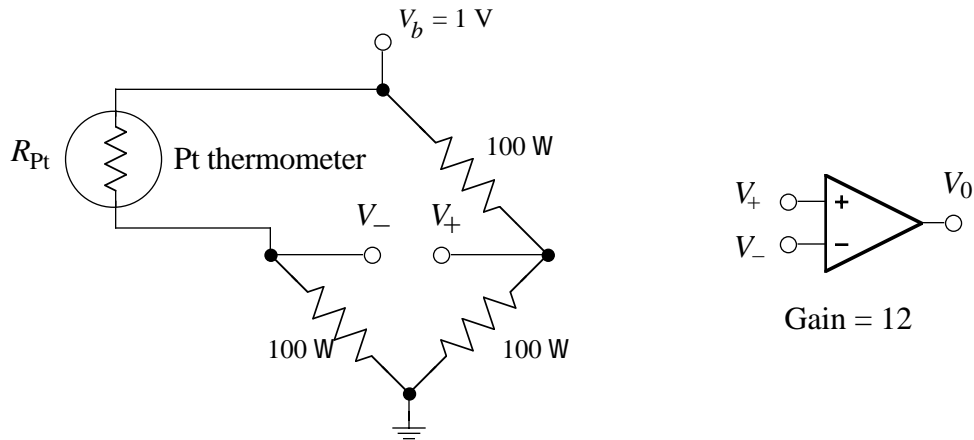 V_b = 1 V
100 W
R_Pt
Pt thermometer
V_– V_+
100 W 100 W
V_+ + V_0
V_– –
Gain = 12